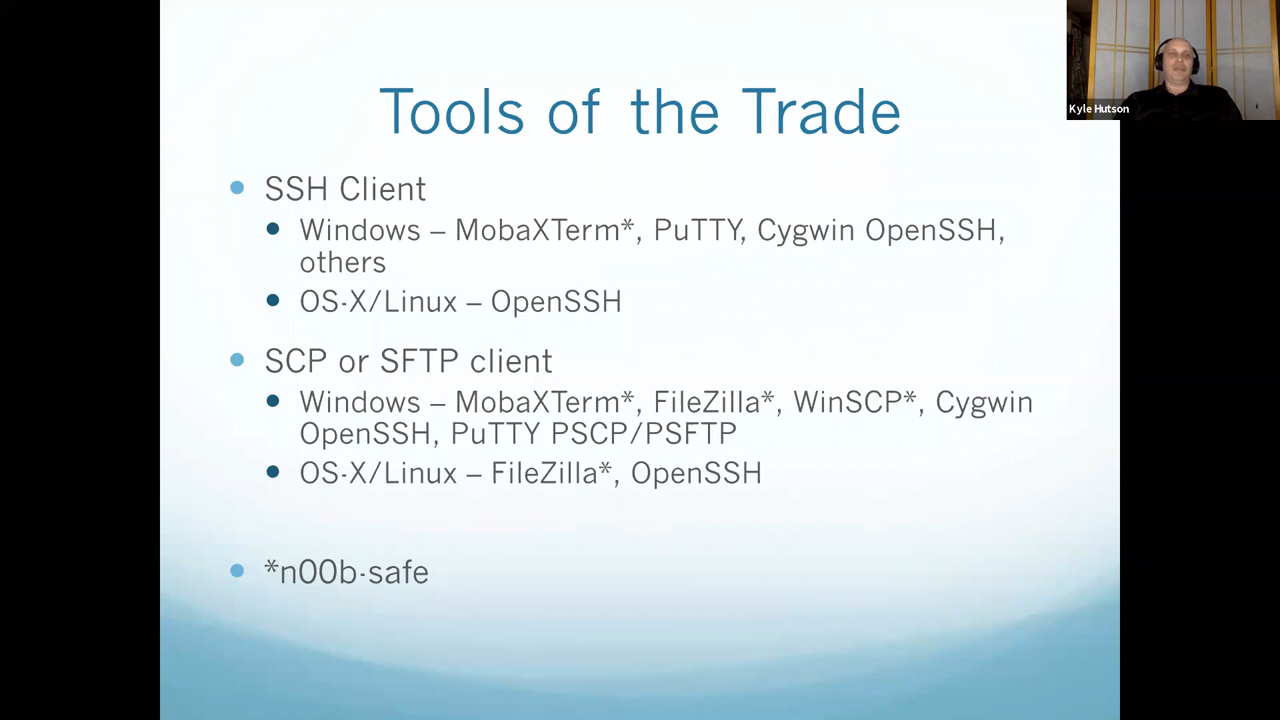 Tools of the Trade
Kyle Hutson
• SSH Client
• Windows – MobaXTerm*, PuTTY, Cygwin OpenSSH,
others
• OS-X/Linux – OpenSSH
• SCP or SFTP client
• Windows – MobaXTerm*, FileZilla*, WinSCP*, Cygwin
OpenSSH, PuTTY PSCP/PSFTP
• OS-X/Linux – FileZilla*, OpenSSH
• *n00b-safe